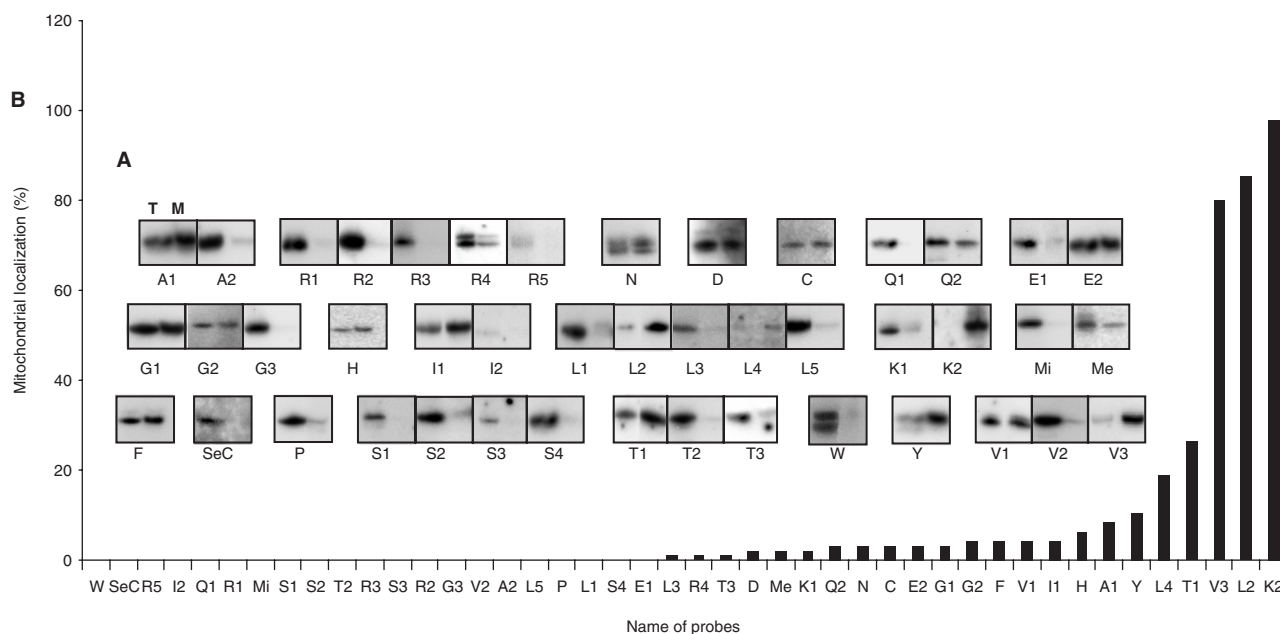 120
B
100
A
80
T M
A1 A2 R1 R2 R3 R4 R5 N D C Q1 Q2 E1 E2
Mitochondrial localization (%)
60
G1 G2 G3 H I1 I2 L1 L2 L3 L4 L5 K1 K2 Mi Me
40
F SeC P S1 S2 S3 S4 T1 T2 T3 W Y V1 V2 V3
20
0
W SeC R5 I2 Q1 R1 Mi S1 S2 T2 R3 S3 R2 G3 V2 A2 L5 P L1 S4 E1 L3 R4 T3 D Me K1 Q2 N C E2 G1 G2 F V1 I1 H A1 Y L4 T1 V3 L2 K2
Name of probes